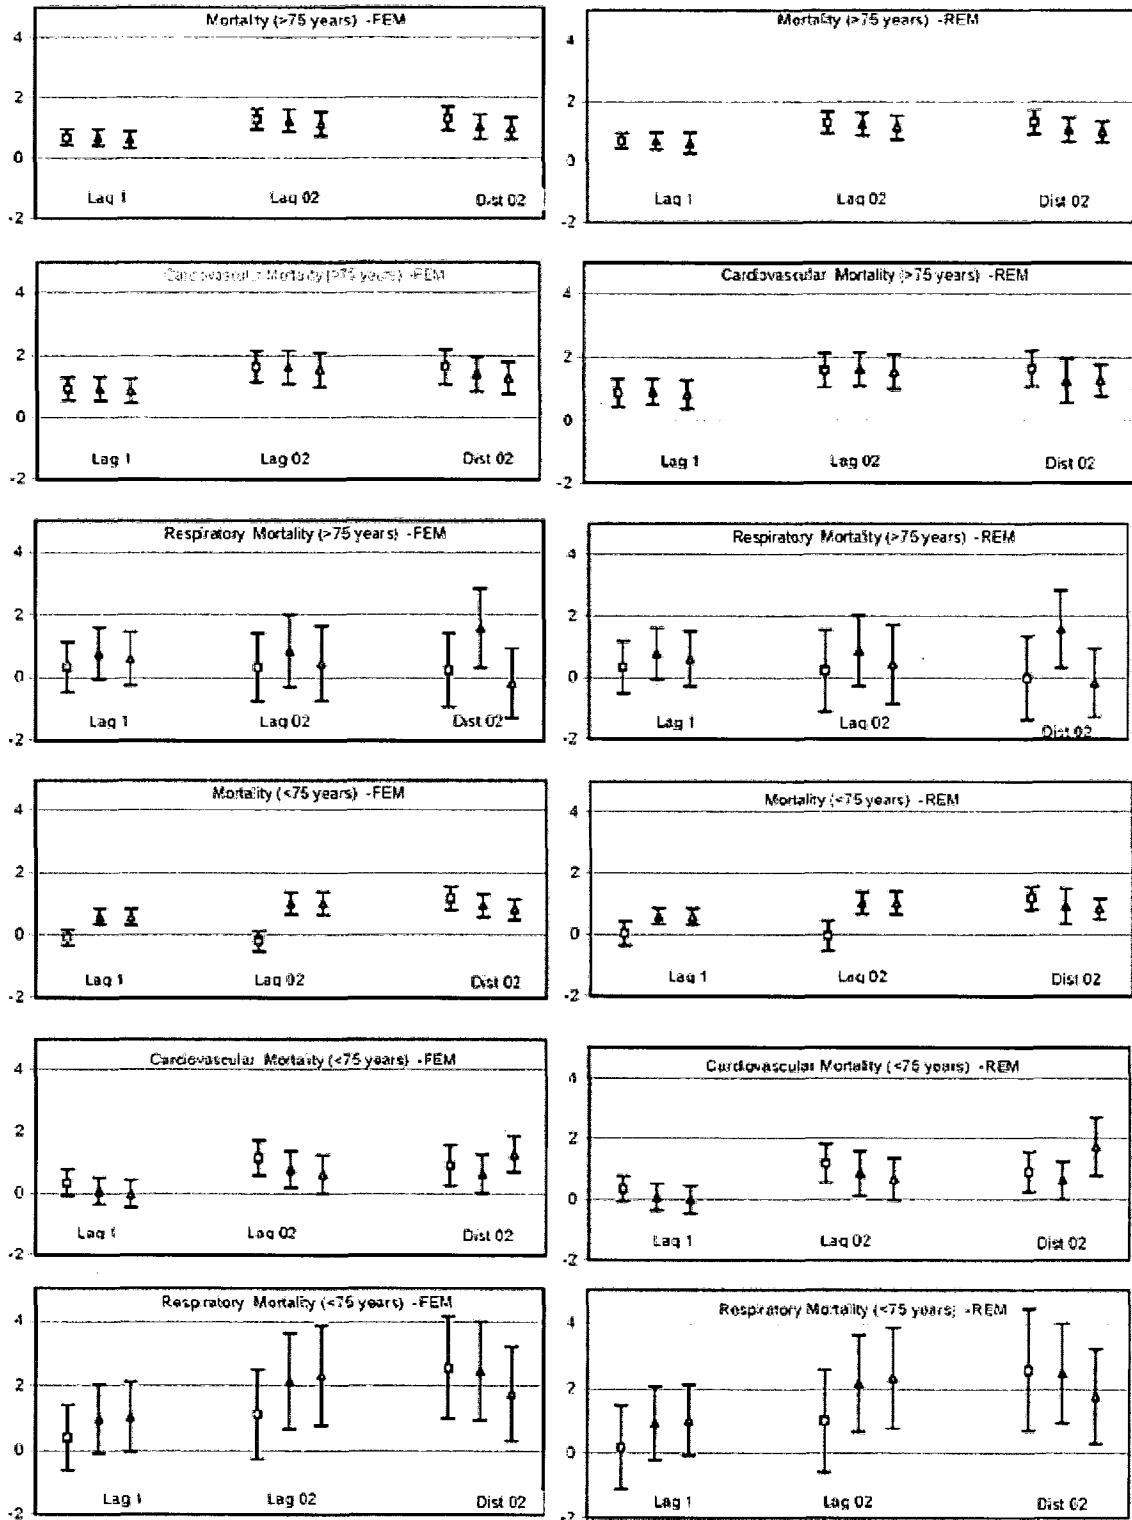 Mortality (>75 years) -FEM
4
2
0
-2
Lag 1
Lag 02
Dist 02
Mortality (>75 years) -REM
4
2
0
-2
Lag 1
Lag 02
Dist 02
Cardiovascular Mortality (>75 years) -FEM
4
2
0
-2
Lag 1
Lag 02
Dist 02
Cardiovascular Mortality (>75 years) -REM
4
2
0
-2
Lag 1
Lag 02
Dist 02
Respiratory Mortality (>75 years) -FEM
4
2
0
-2
Lag 1
Lag 02
Dist 02
Respiratory Mortality (>75 years) -REM
4
2
0
-2
Lag 1
Lag 02
Dist 02
Mortality (<75 years) -FEM
4
2
0
-2
Lag 1
Lag 02
Dist 02
Mortality (<75 years) -REM
4
2
0
-2
Lag 1
Lag 02
Dist 02
Cardiovascular Mortality (<75 years) -FEM
4
2
0
-2
Lag 1
Lag 02
Dist 02
Cardiovascular Mortality (<75 years) -REM
4
2
0
-2
Lag 1
Lag 02
Dist 02
Respiratory Mortality (<75 years) -FEM
4
2
0
-2
Lag 1
Lag 02
Dist 02
Respiratory Mortality (<75 years) -REM
4
2
0
-2
Lag 1
Lag 02
Dist 02